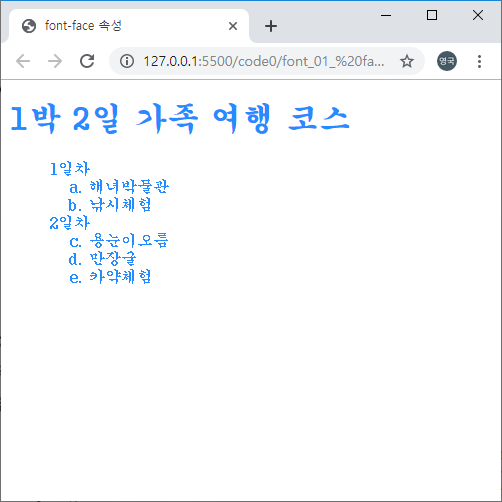 font-face 속성
127.0.0.1:5500/code0/font_01_%20fa...
영국
1박 2일 가족 여행 코스
1일차
a. 해녀박물관
b. 낚시체험
2일차
c. 용눈이오름
d. 만장굴
e. 카약체험